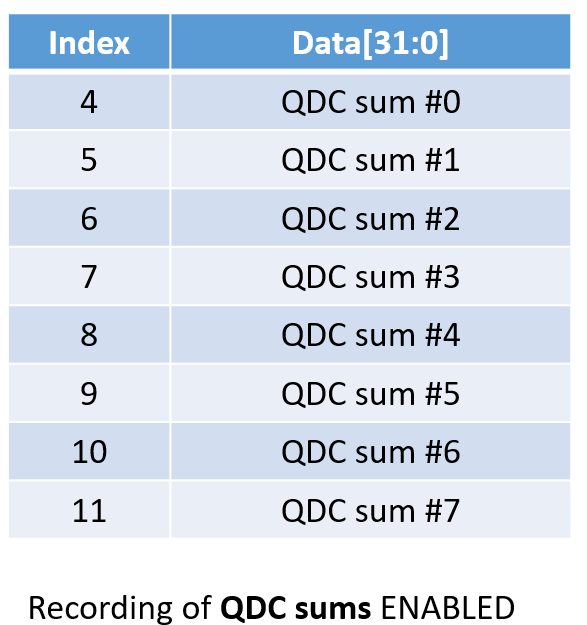 Index Data[31:0]
4 QDC sum #0
5 QDC sum #1
6 QDC sum #2
7 QDC sum #3
8 QDC sum #4
9 QDC sum #5
10 QDC sum #6
11 QDC sum #7
Recording of QDC sums ENABLED